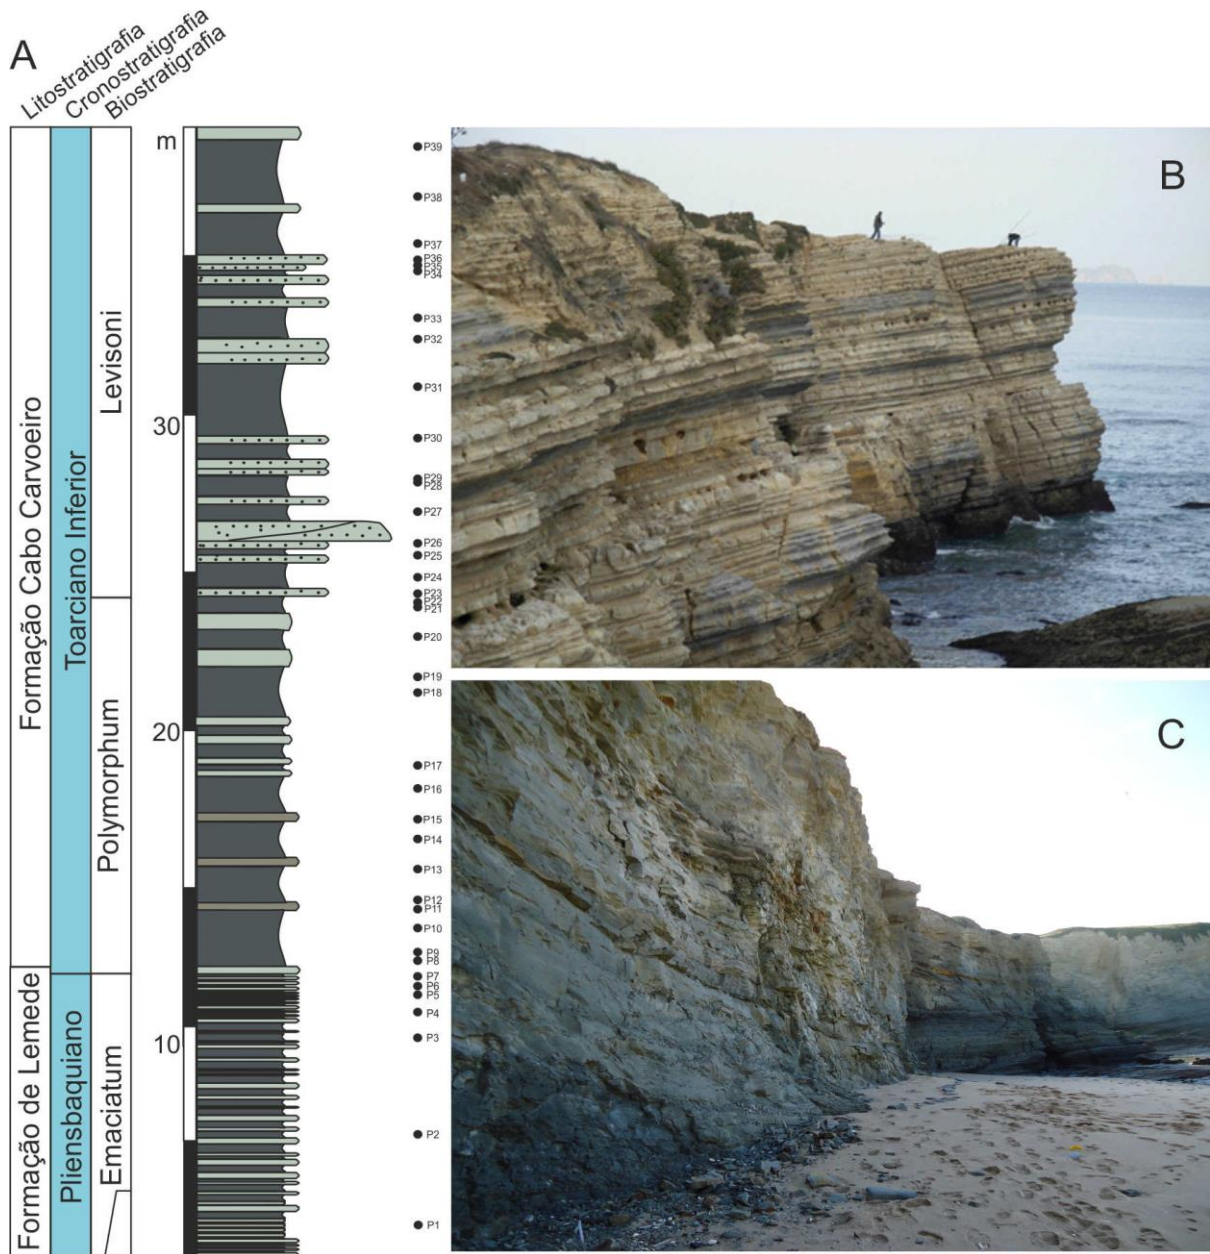 A
Litostratigrafia
Cronostratigrafia
Biostratigrafia
m
30
20
10
Formação Cabo Carvoeiro
Formação de Lemede
Toarciano Inferior
Pliensbaquiano
Levisoni
Polymorphum
Emaciatum
P39
P38
P37
P36
P35
P34
P33
P32
P31
P30
P29
P28
P27
P26
P25
P24
P23
P22
P21
P20
P19
P18
P17
P16
P15
P14
P13
P12
P11
P10
P9
P8
P7
P6
P5
P4
P3
P2
P1
B
C